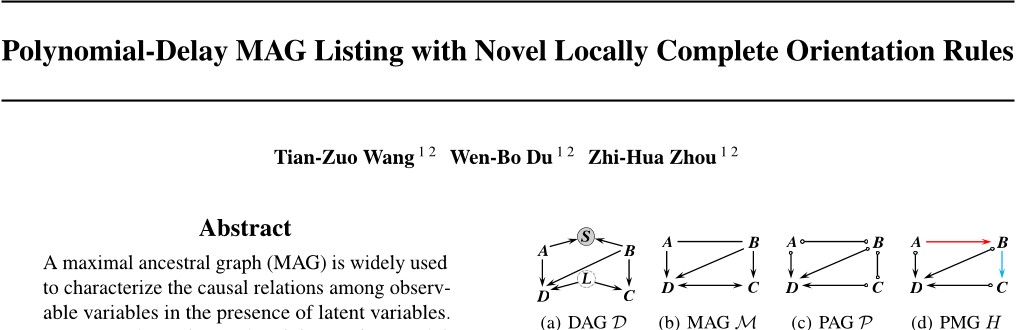 Polynomial-Delay MAG Listing with Novel Locally Complete Orientation Rules
Tian-Zuo Wang 1 2 Wen-Bo Du 1 2 Zhi-Hua Zhou 1 2
Abstract
A maximal ancestral graph (MAG) is widely used
to characterize the causal relations among observ-
able variables in the presence of latent variables.
S
A B
L
D C
(a) DAG D
A B
D C
(b) MAG M
A B
D C
(c) PAG P
A B
D C
(d) PMG H